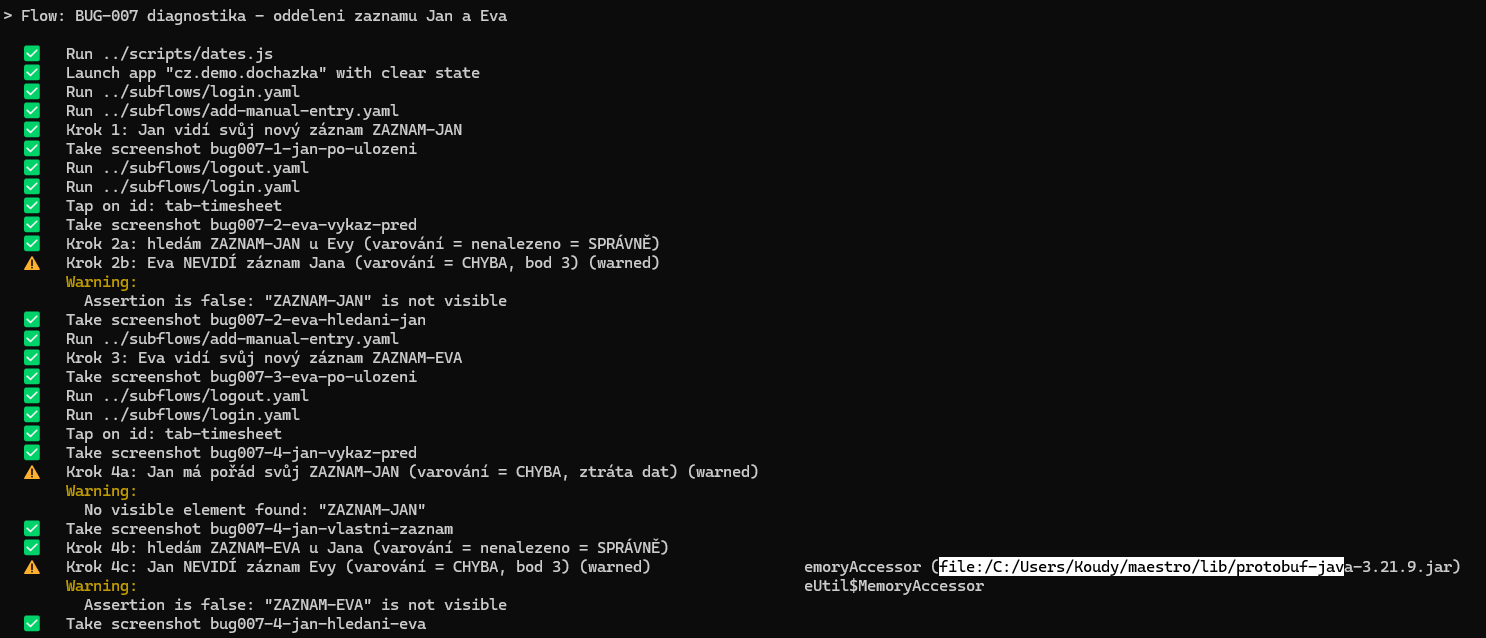 > Flow: BUG-007 diagnostika - oddeleni zaznamu Jan a Eva
Run ../scripts/dates.js
Launch app "cz.demo.dochazka" with clear state
Run ../subflows/login.yaml
Run ../subflows/add-manual-entry.yaml
Krok 1: Jan vidí svůj nový záznam ZAZNAM-JAN
Take screenshot bug007-1-jan-po-ulozeni
Run ../subflows/logout.yaml
Run ../subflows/login.yaml
Tap on id: tab-timesheet
Take screenshot bug007-2-eva-vykaz-pred
Krok 2a: hledám ZAZNAM-JAN u Evy (varování = nenalezeno = SPRÁVNĚ)
Krok 2b: Eva NEVIDÍ záznam Jana (varování = CHYBA, bod 3) (warned)
Warning:
Assertion is false: "ZAZNAM-JAN" is not visible
Take screenshot bug007-2-eva-hledani-jan
Run ../subflows/add-manual-entry.yaml
Krok 3: Eva vidí svůj nový záznam ZAZNAM-EVA
Take screenshot bug007-3-eva-po-ulozeni
Run ../subflows/logout.yaml
Run ../subflows/login.yaml
Tap on id: tab-timesheet
Take screenshot bug007-4-jan-vykaz-pred
Krok 4a: Jan má pořád svůj ZAZNAM-JAN (varování = CHYBA, ztráta dat) (warned)
Warning:
No visible element found: "ZAZNAM-JAN"
Take screenshot bug007-4-jan-vlastni-zaznam
Krok 4b: hledám ZAZNAM-EVA u Jana (varování = nenalezeno = SPRÁVNĚ)
Krok 4c: Jan NEVIDÍ záznam Evy (varování = CHYBA, bod 3) (warned) emoryAccessor (file:/C:/Users/Koudy/maestro/lib/protobuf-java-3.21.9.jar)
Warning: eUtil$MemoryAccessor
Assertion is false: "ZAZNAM-EVA" is not visible
Take screenshot bug007-4-jan-hledani-eva